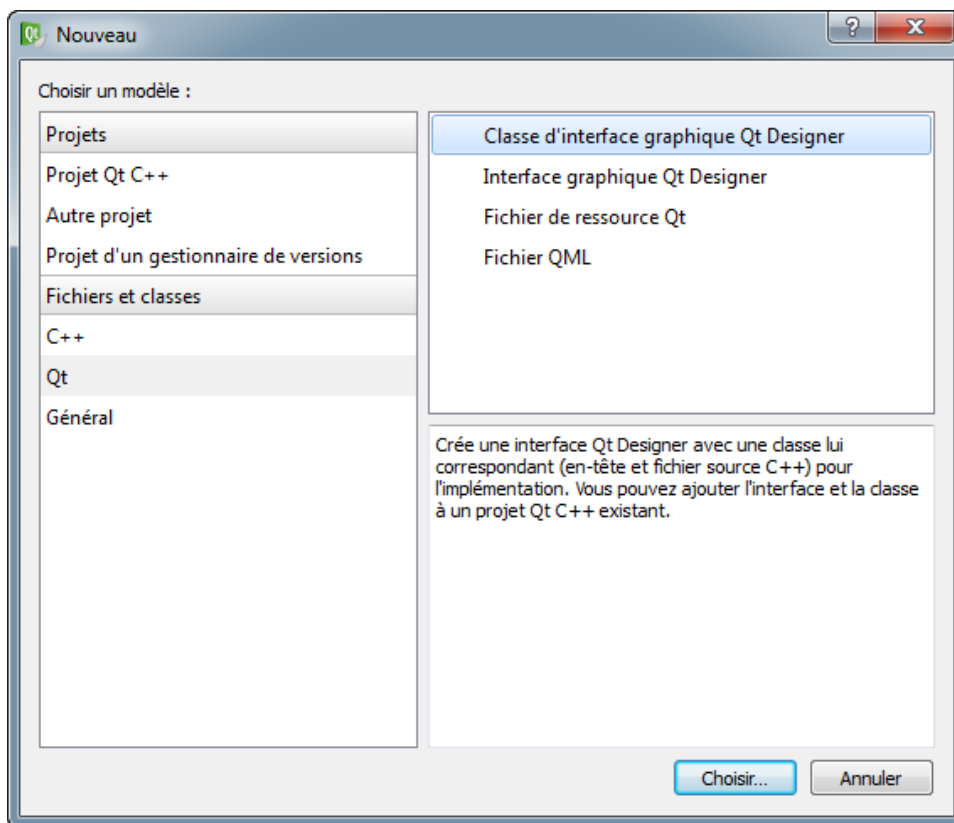 Nouveau
Choisir un modèle :
Projets
Projet Qt C++
Autre projet
Projet d'un gestionnaire de versions
Fichiers et classes
C++
Qt
Général
Classe d'interface graphique Qt Designer
Interface graphique Qt Designer
Fichier de ressource Qt
Fichier QML
Crée une interface Qt Designer avec une classe lui
correspondant (en-tête et fichier source C++) pour
l'implémentation. Vous pouvez ajouter l'interface et la classe
à un projet Qt C++ existant.
Choisir...
Annuler